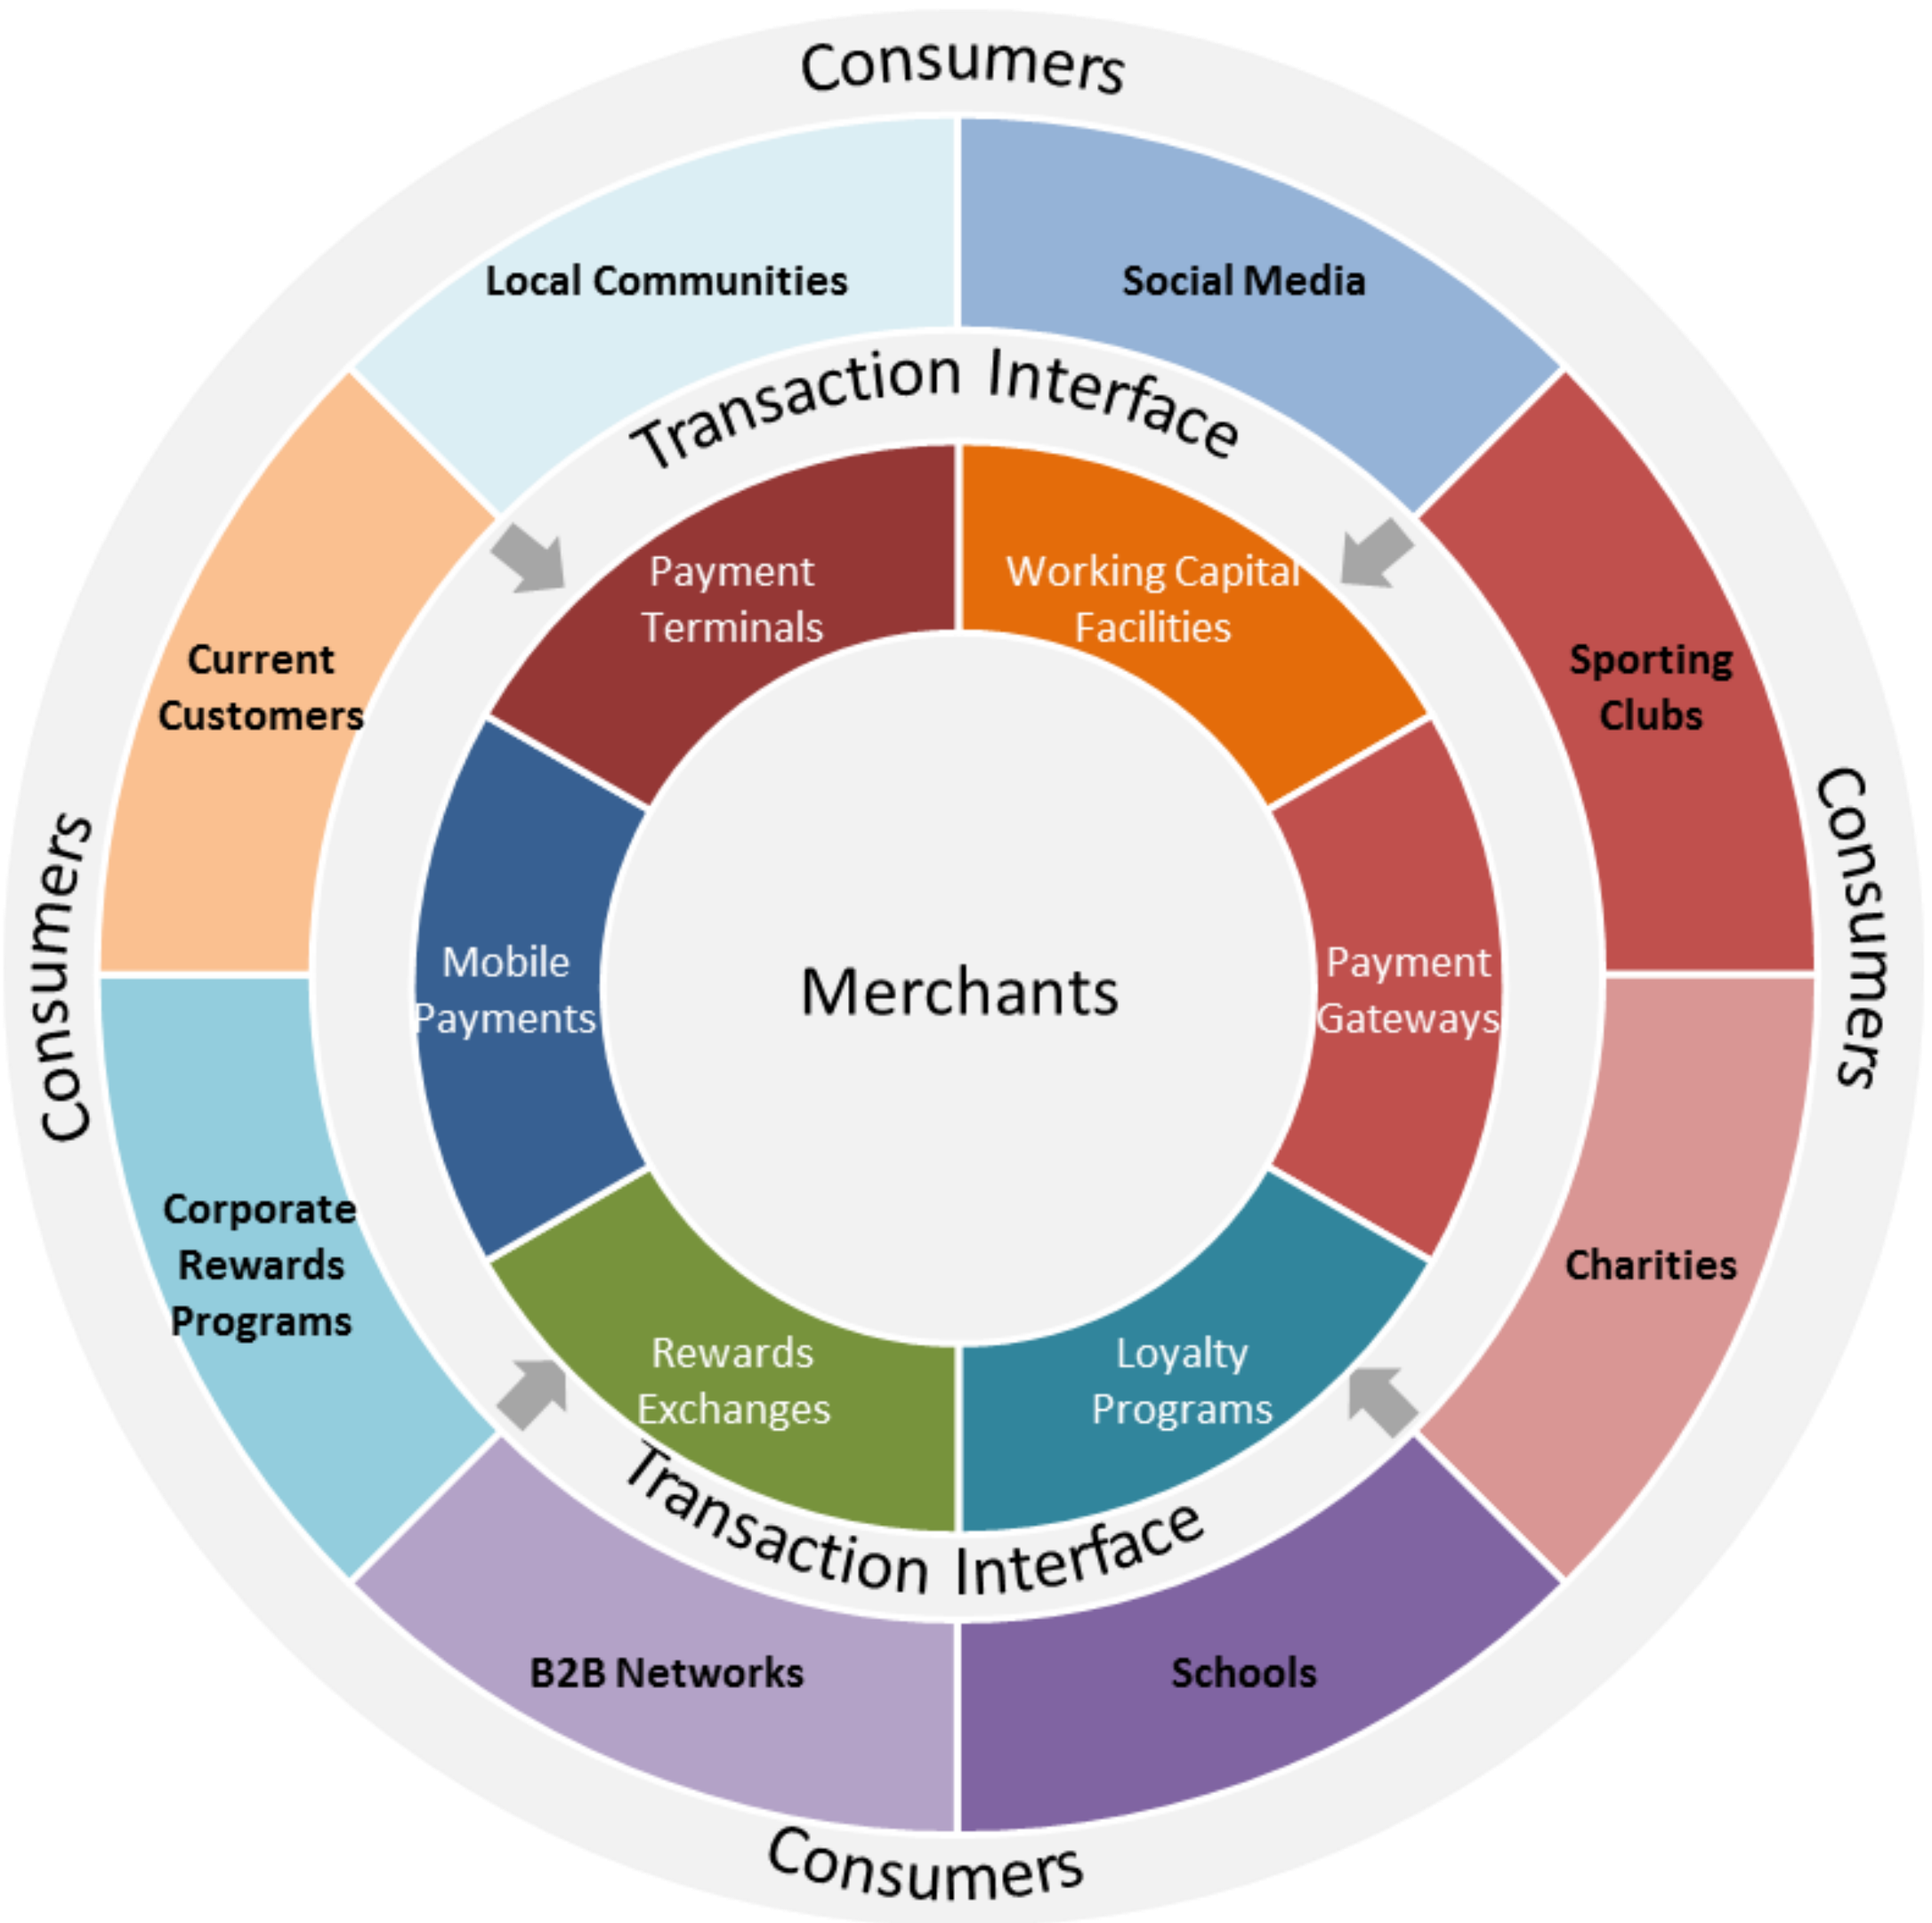 Consumers
Local Communities
Social Media
Transaction Interface
Payment
Terminals
Working Capital
Facilities
Current
Customers
Sporting
Clubs
Consumers
Mobile
Payments
Merchants
Payment
Gateways
Consumers
Corporate
Rewards
Programs
Charities
Rewards
Exchanges
Loyalty
Programs
Transaction Interface
B2B Networks
Schools
Consumers